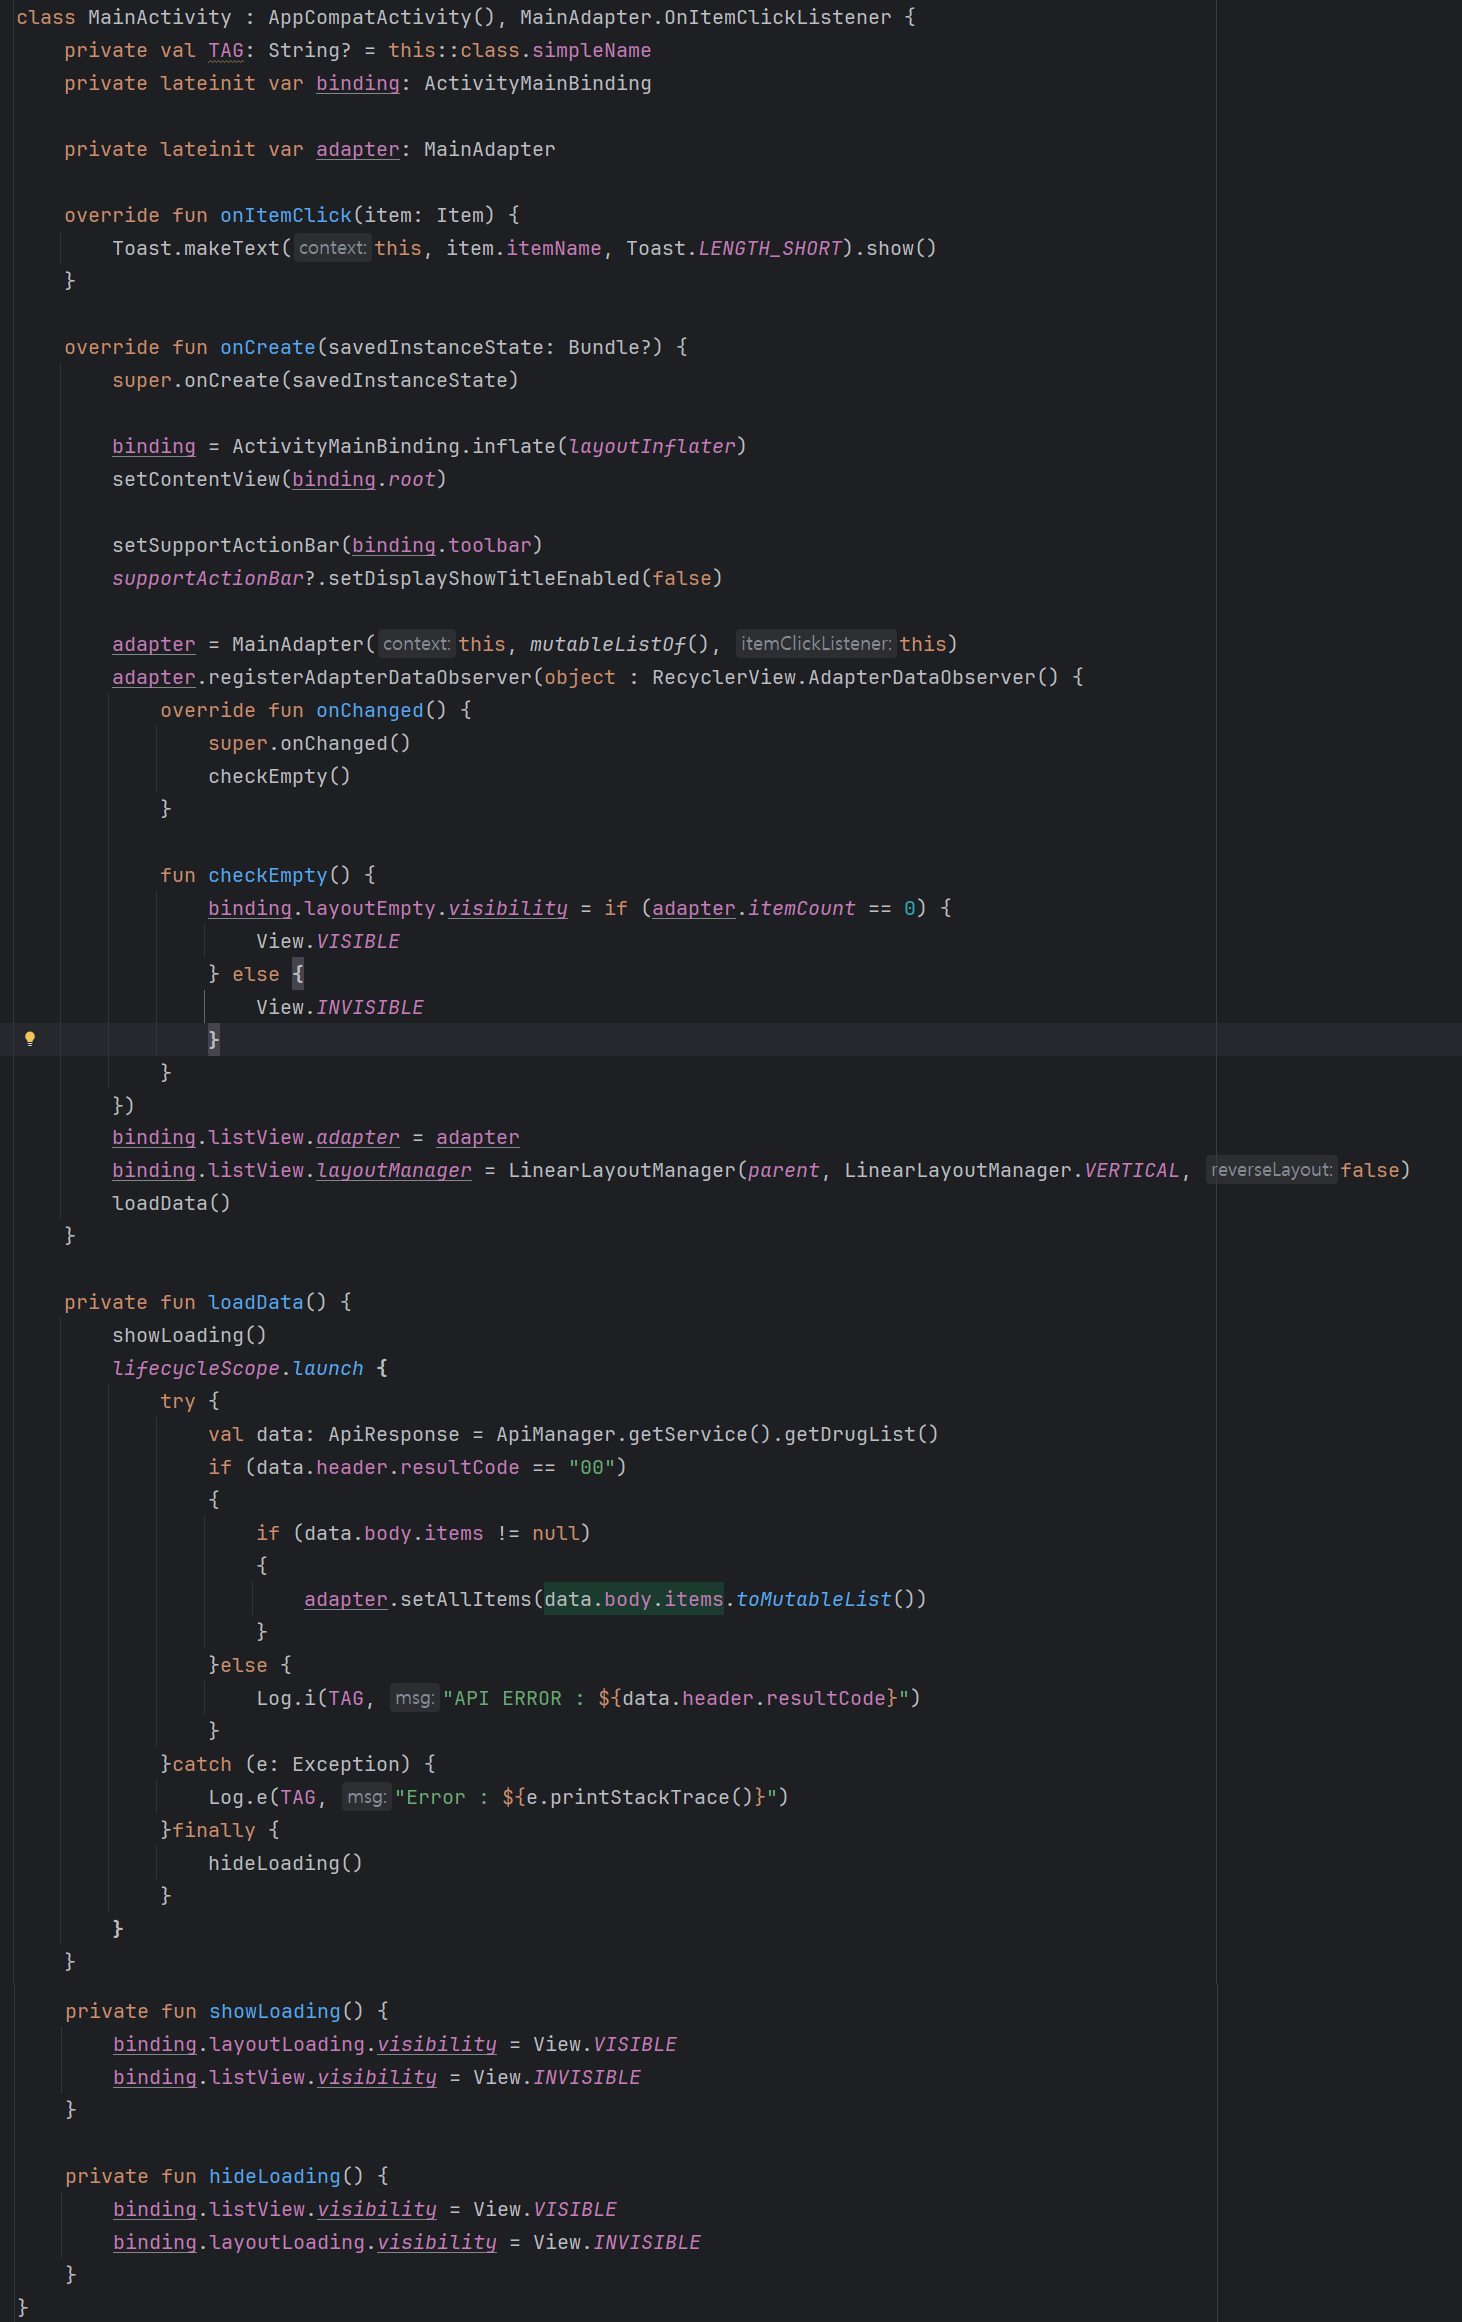 class MainActivity : AppCompatActivity(), MainAdapter.OnItemClickListener {
    private val TAG: String? = this::class.simpleName
    private lateinit var binding: ActivityMainBinding

    private lateinit var adapter: MainAdapter

    override fun onItemClick(item: Item) {
        Toast.makeText( context: this, item.itemName, Toast.LENGTH_SHORT).show()
    }

    override fun onCreate(savedInstanceState: Bundle?) {
        super.onCreate(savedInstanceState)

        binding = ActivityMainBinding.inflate(layoutInflater)
        setContentView(binding.root)

        setSupportActionBar(binding.toolbar)
        supportActionBar?.setDisplayShowTitleEnabled(false)

        adapter = MainAdapter( context: this, mutableListOf(), itemClickListener: this)
        adapter.registerAdapterDataObserver(object : RecyclerView.AdapterDataObserver() {
            override fun onChanged() {
                super.onChanged()
                checkEmpty()
            }

            fun checkEmpty() {
                binding.layoutEmpty.visibility = if (adapter.itemCount == 0) {
                    View.VISIBLE
                } else {
                    View.INVISIBLE
                }
            }
        })
        binding.listView.adapter = adapter
        binding.listView.layoutManager = LinearLayoutManager(parent, LinearLayoutManager.VERTICAL, reverseLayout: false)
        loadData()
    }

    private fun loadData() {
        showLoading()
        lifecycleScope.launch {
            try {
                val data: ApiResponse = ApiManager.getService().getDrugList()
                if (data.header.resultCode == "00")
                {
                    if (data.body.items != null)
                    {
                        adapter.setAllItems(data.body.items.toMutableList())
                    }
                }else {
                    Log.i(TAG, msg: "API ERROR : ${data.header.resultCode}")
                }
            }catch (e: Exception) {
                Log.e(TAG, msg: "Error : ${e.printStackTrace()}")
            }finally {
                hideLoading()
            }
        }
    }

    private fun showLoading() {
        binding.layoutLoading.visibility = View.VISIBLE
        binding.listView.visibility = View.INVISIBLE
    }

    private fun hideLoading() {
        binding.listView.visibility = View.VISIBLE
        binding.layoutLoading.visibility = View.INVISIBLE
    }
}